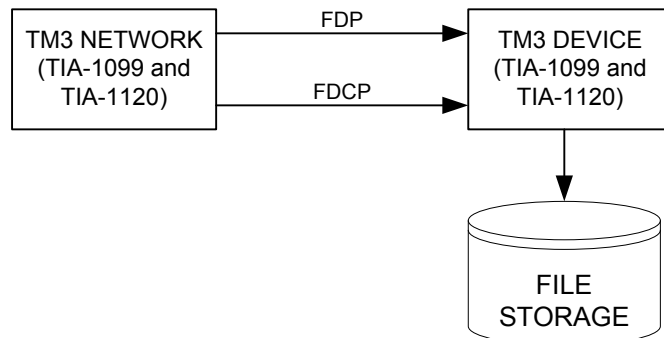 TM3 NETWORK
(TIA-1099 and
TIA-1120)
FDP
FDCP
TM3 DEVICE
(TIA-1099 and
TIA-1120)
FILE
STORAGE